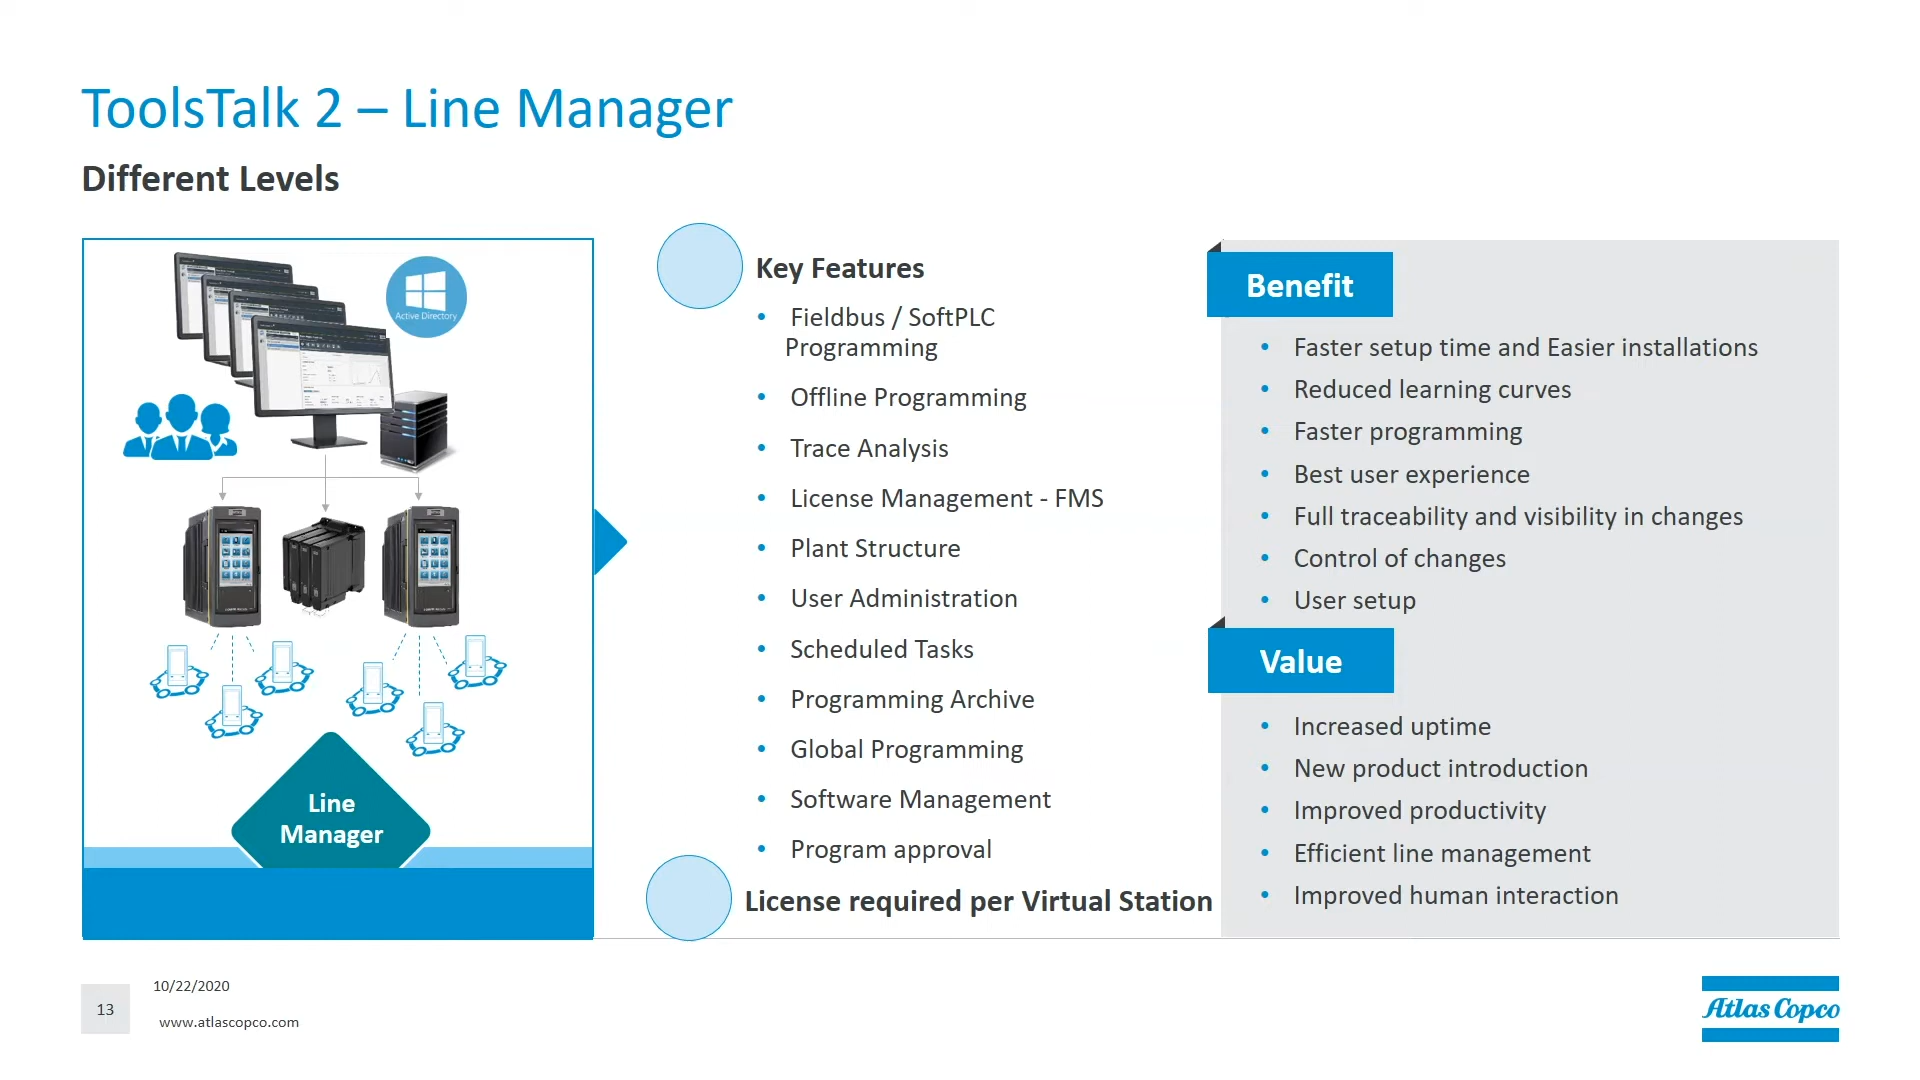 ToolsTalk 2 – Line Manager
Different Levels
Active Directory
Line
Manager
Key Features
• Fieldbus / SoftPLC
Programming
• Offline Programming
• Trace Analysis
• License Management - FMS
• Plant Structure
• User Administration
• Scheduled Tasks
• Programming Archive
• Global Programming
• Software Management
• Program approval
License required per Virtual Station
Benefit
• Faster setup time and Easier installations
• Reduced learning curves
• Faster programming
• Best user experience
• Full traceability and visibility in changes
• Control of changes
• User setup
Value
• Increased uptime
• New product introduction
• Improved productivity
• Efficient line management
• Improved human interaction
13
10/22/2020
www.atlascopco.com
Atlas Copco